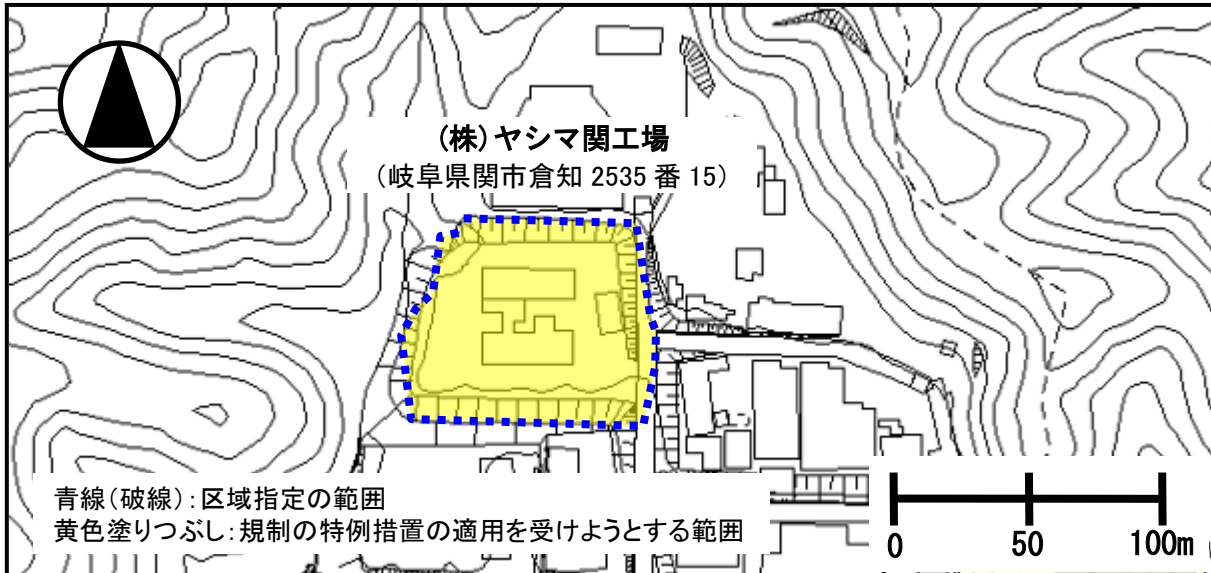 (株)ヤシマ関工場
(岐阜県関市倉知 2535 番 15)
青線(破線):区域指定の範囲
黄色塗りつぶし:規制の特例措置の適用を受けようとする範囲
0 50 100m